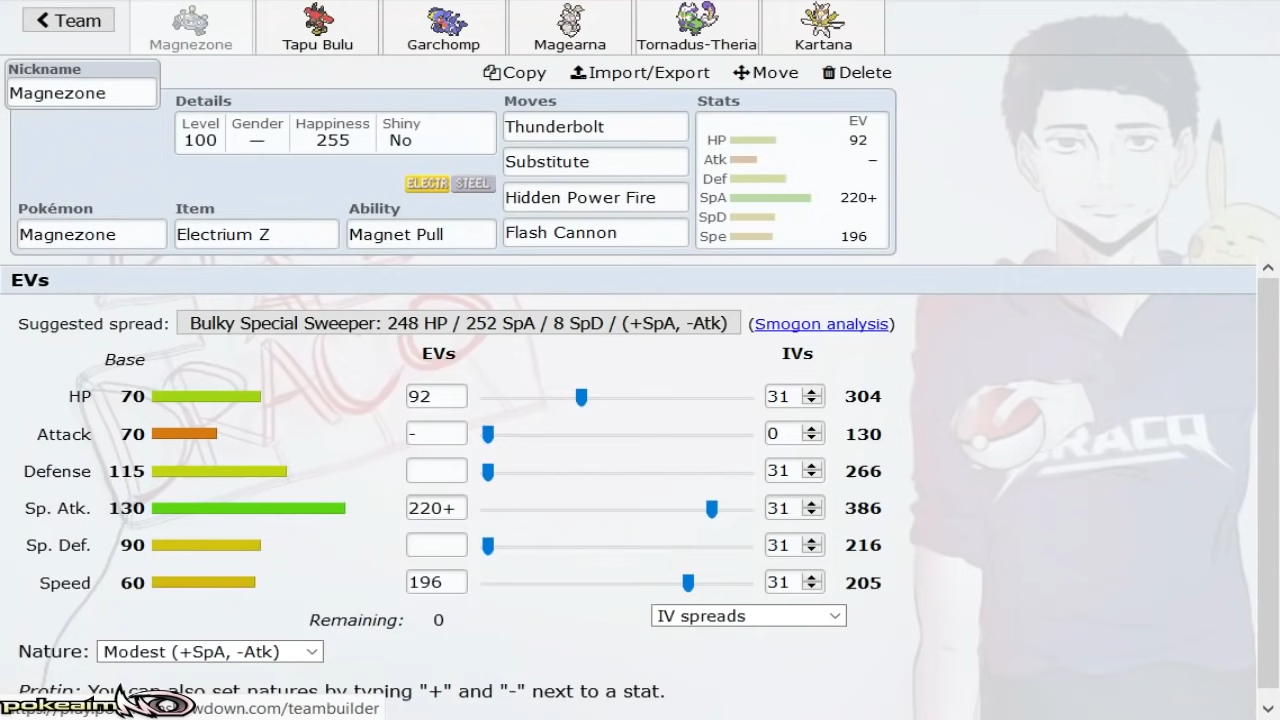 Team
Magnezone
Tapu Bulu
Garchomp
Magearna
Tornadus-Theria
Kartana
Nickname
Magnezone
Copy
Import/Export
Move
Delete
Details
Moves
Stats
Level
Gender
Happiness
Shiny
100
—
255
No
ELECTR
STEEL
Pokémon
Item
Ability
Magnezone
Electrium Z
Magnet Pull
Thunderbolt
Substitute
Hidden Power Fire
Flash Cannon
EV
HP 92
Atk –
Def
SpA 220+
SpD
Spe 196
EVs
Suggested spread: Bulky Special Sweeper: 248 HP / 252 SpA / 8 SpD / (+SpA, -Atk) (Smogon analysis)
Base EVs IVs
HP 70 92 31 304
Attack 70 - 0 130
Defense 115 31 266
Sp. Atk. 130 220+ 31 386
Sp. Def. 90 31 216
Speed 60 196 31 205
Remaining: 0
IV spreads
Nature: Modest (+SpA, -Atk)
Protip: You can also set natures by typing "+" and "-" next to a stat.
pokeaim
DRACO